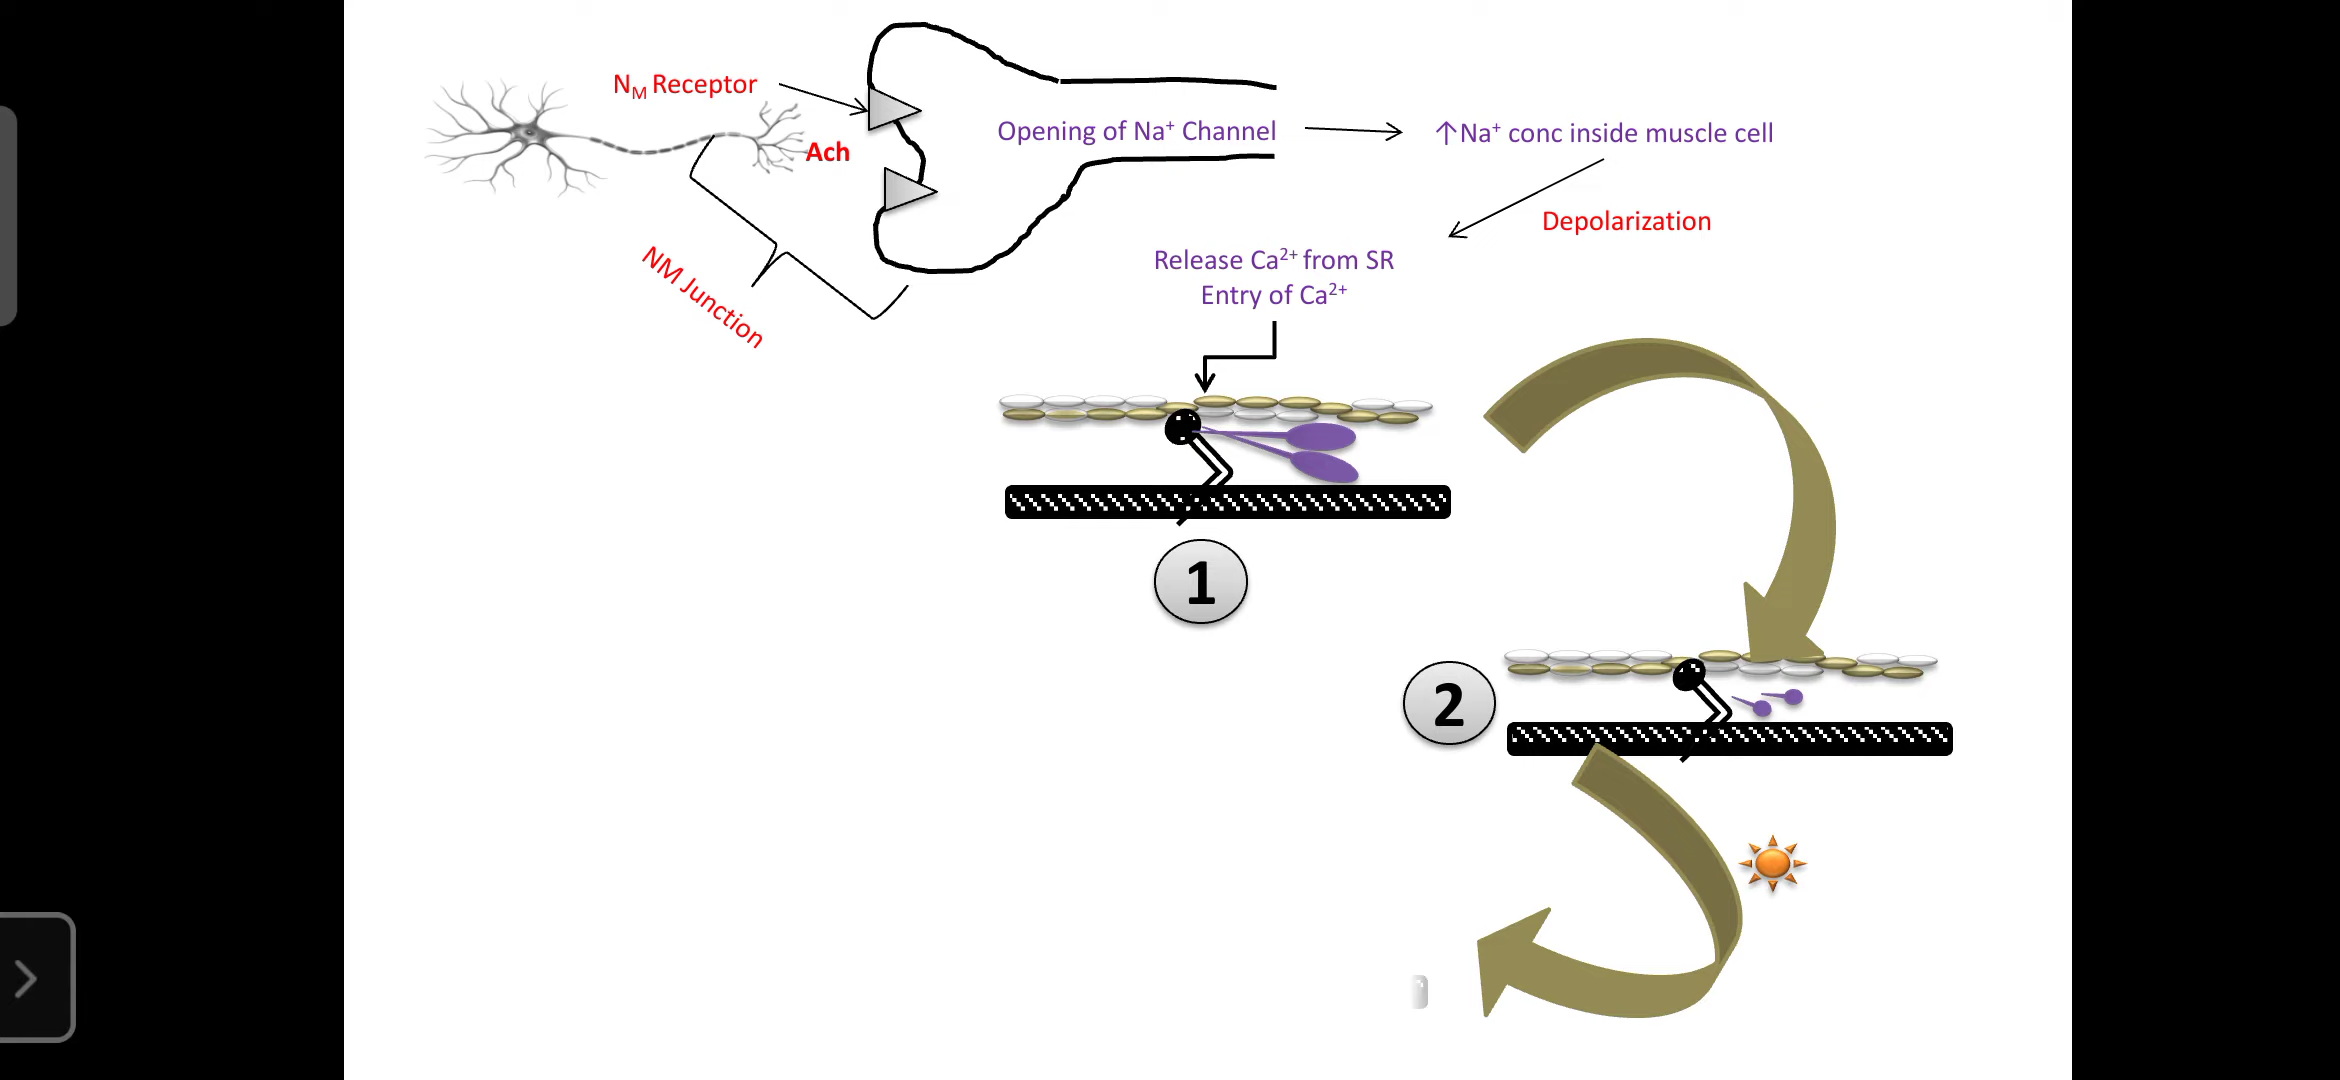 N_M Receptor
Ach
NM Junction
Opening of Na⁺ Channel
↑Na⁺ conc inside muscle cell
Depolarization
Release Ca²⁺ from SR
Entry of Ca²⁺
1
2